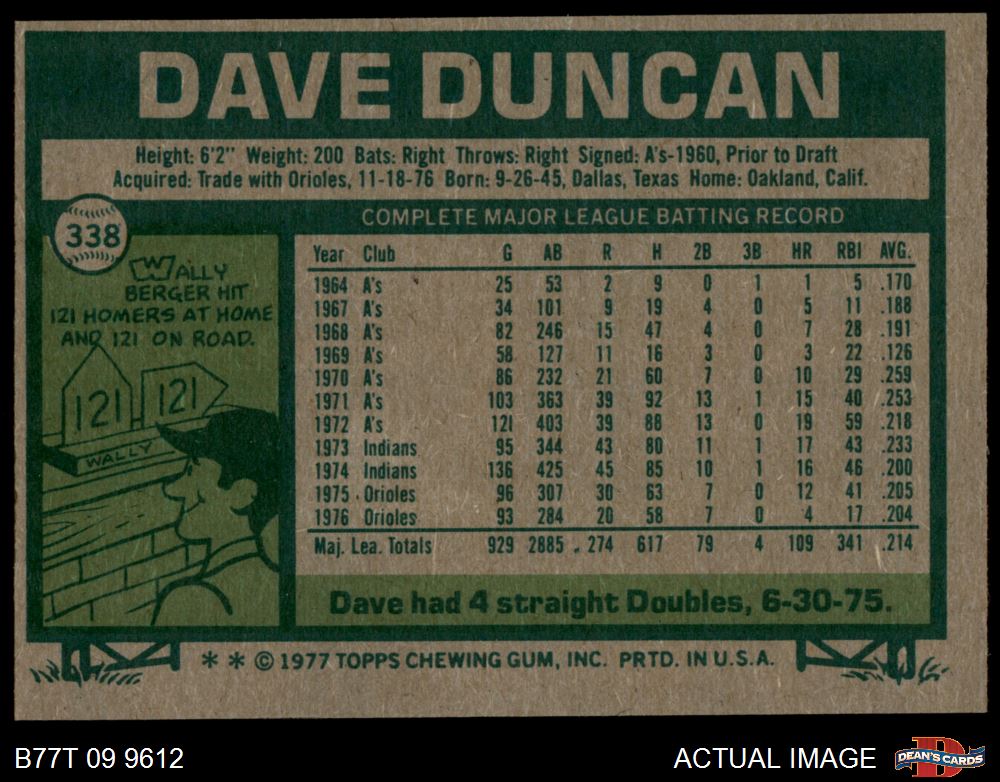 DAVE DUNCAN
Height: 6'2" Weight: 200 Bats: Right Throws: Right Signed: A's-1960, Prior to Draft
Acquired: Trade with Orioles, 11-18-76 Born: 9-26-45, Dallas, Texas Home: Oakland, Calif.
338
WALLY
BERGER HIT
121 HOMERS AT HOME
AND 121 ON ROAD.
121 121
WALLY
COMPLETE MAJOR LEAGUE BATTING RECORD
Year Club G AB R H 2B 3B HR RBI AVG.
1964 A's 25 53 2 9 0 1 1 5 .170
1967 A's 34 101 9 19 4 0 5 11 .188
1968 A's 82 246 15 47 4 0 7 28 .191
1969 A's 58 127 11 16 3 0 3 22 .126
1970 A's 86 232 21 60 7 0 10 29 .259
1971 A's 103 363 39 92 13 1 15 40 .253
1972 A's 121 403 39 88 13 0 19 59 .218
1973 Indians 95 344 43 80 11 1 17 43 .233
1974 Indians 136 425 45 85 10 1 16 46 .200
1975 Orioles 96 307 30 63 7 0 12 41 .205
1976 Orioles 93 284 20 58 7 0 4 17 .204
Maj. Lea. Totals 929 2885 274 617 79 4 109 341 .214
Dave had 4 straight Doubles, 6-30-75.
* * © 1977 TOPPS CHEWING GUM, INC. PRTD. IN U.S.A.
B77T 09 9612
ACTUAL IMAGE
D
DEAN'S CARDS